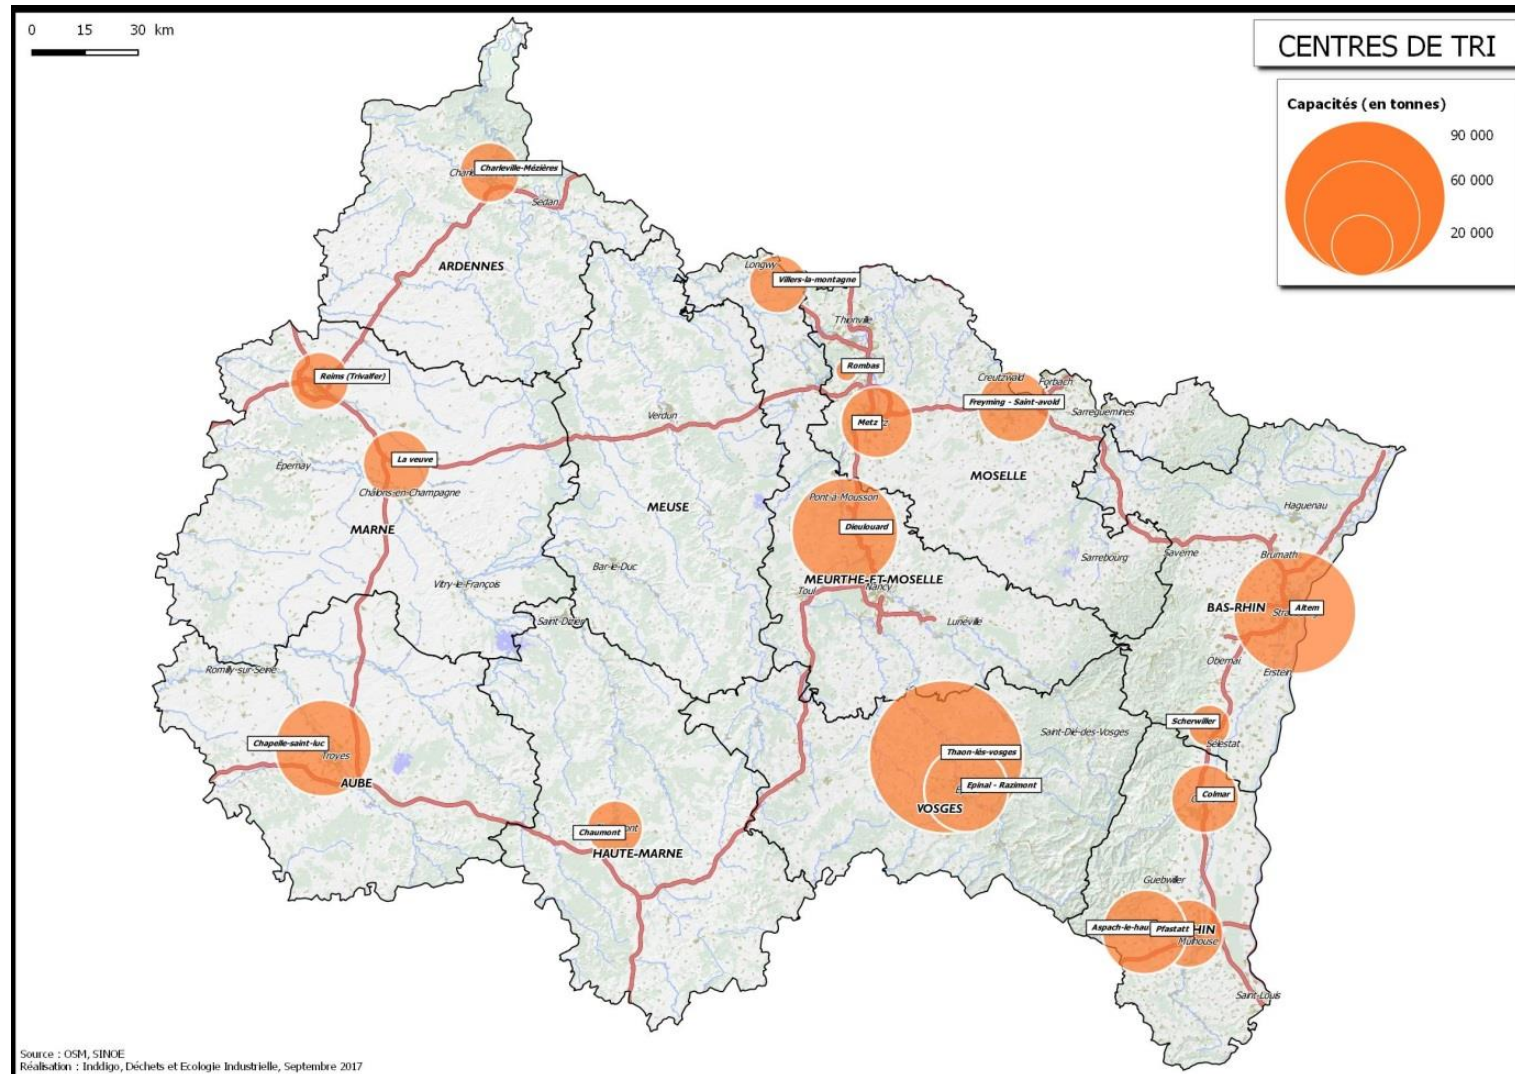 0 15 30 km
CENTRES DE TRI
Capacités (en tonnes)
90 000
60 000
20 000
Charleville-Mézières
Sedan
ARDENNES
Longwy
Villers-la-montagne
Thionville
Rombas
Reims (Trivalfer)
Creutzwald
Forbach
Freyming - Saint-avold
Sarreguemines
Verdun
Metz
La veuve
Épernay
Châlons-en-Champagne
MOSELLE
Pont-à-Mousson
MEUSE
Haguenau
MARNE
Dieulouard
Saverne
Brumath
Sarrebourg
Bar-le-Duc
Vitry-le-François
MEURTHE-ET-MOSELLE
Toul
Nancy
BAS-RHIN
Altem
Saint-Dizier
Lunéville
Obernai
Romilly-sur-Seine
Erstein
Scherwiller
Saint-Dié-des-Vosges
Chapelle-saint-luc
Sélestat
Troyes
Thaon-lès-vosges
AUBE
Epinal - Razimont
Colmar
VOSGES
Chaumont
HAUTE-MARNE
Guebwiller
Aspach-le-hau
Pfastatt
HIN
Mulhouse
Saint-Louis
Source : OSM, SINOE
Réalisation : Inddigo, Déchets et Ecologie Industrielle, Septembre 2017